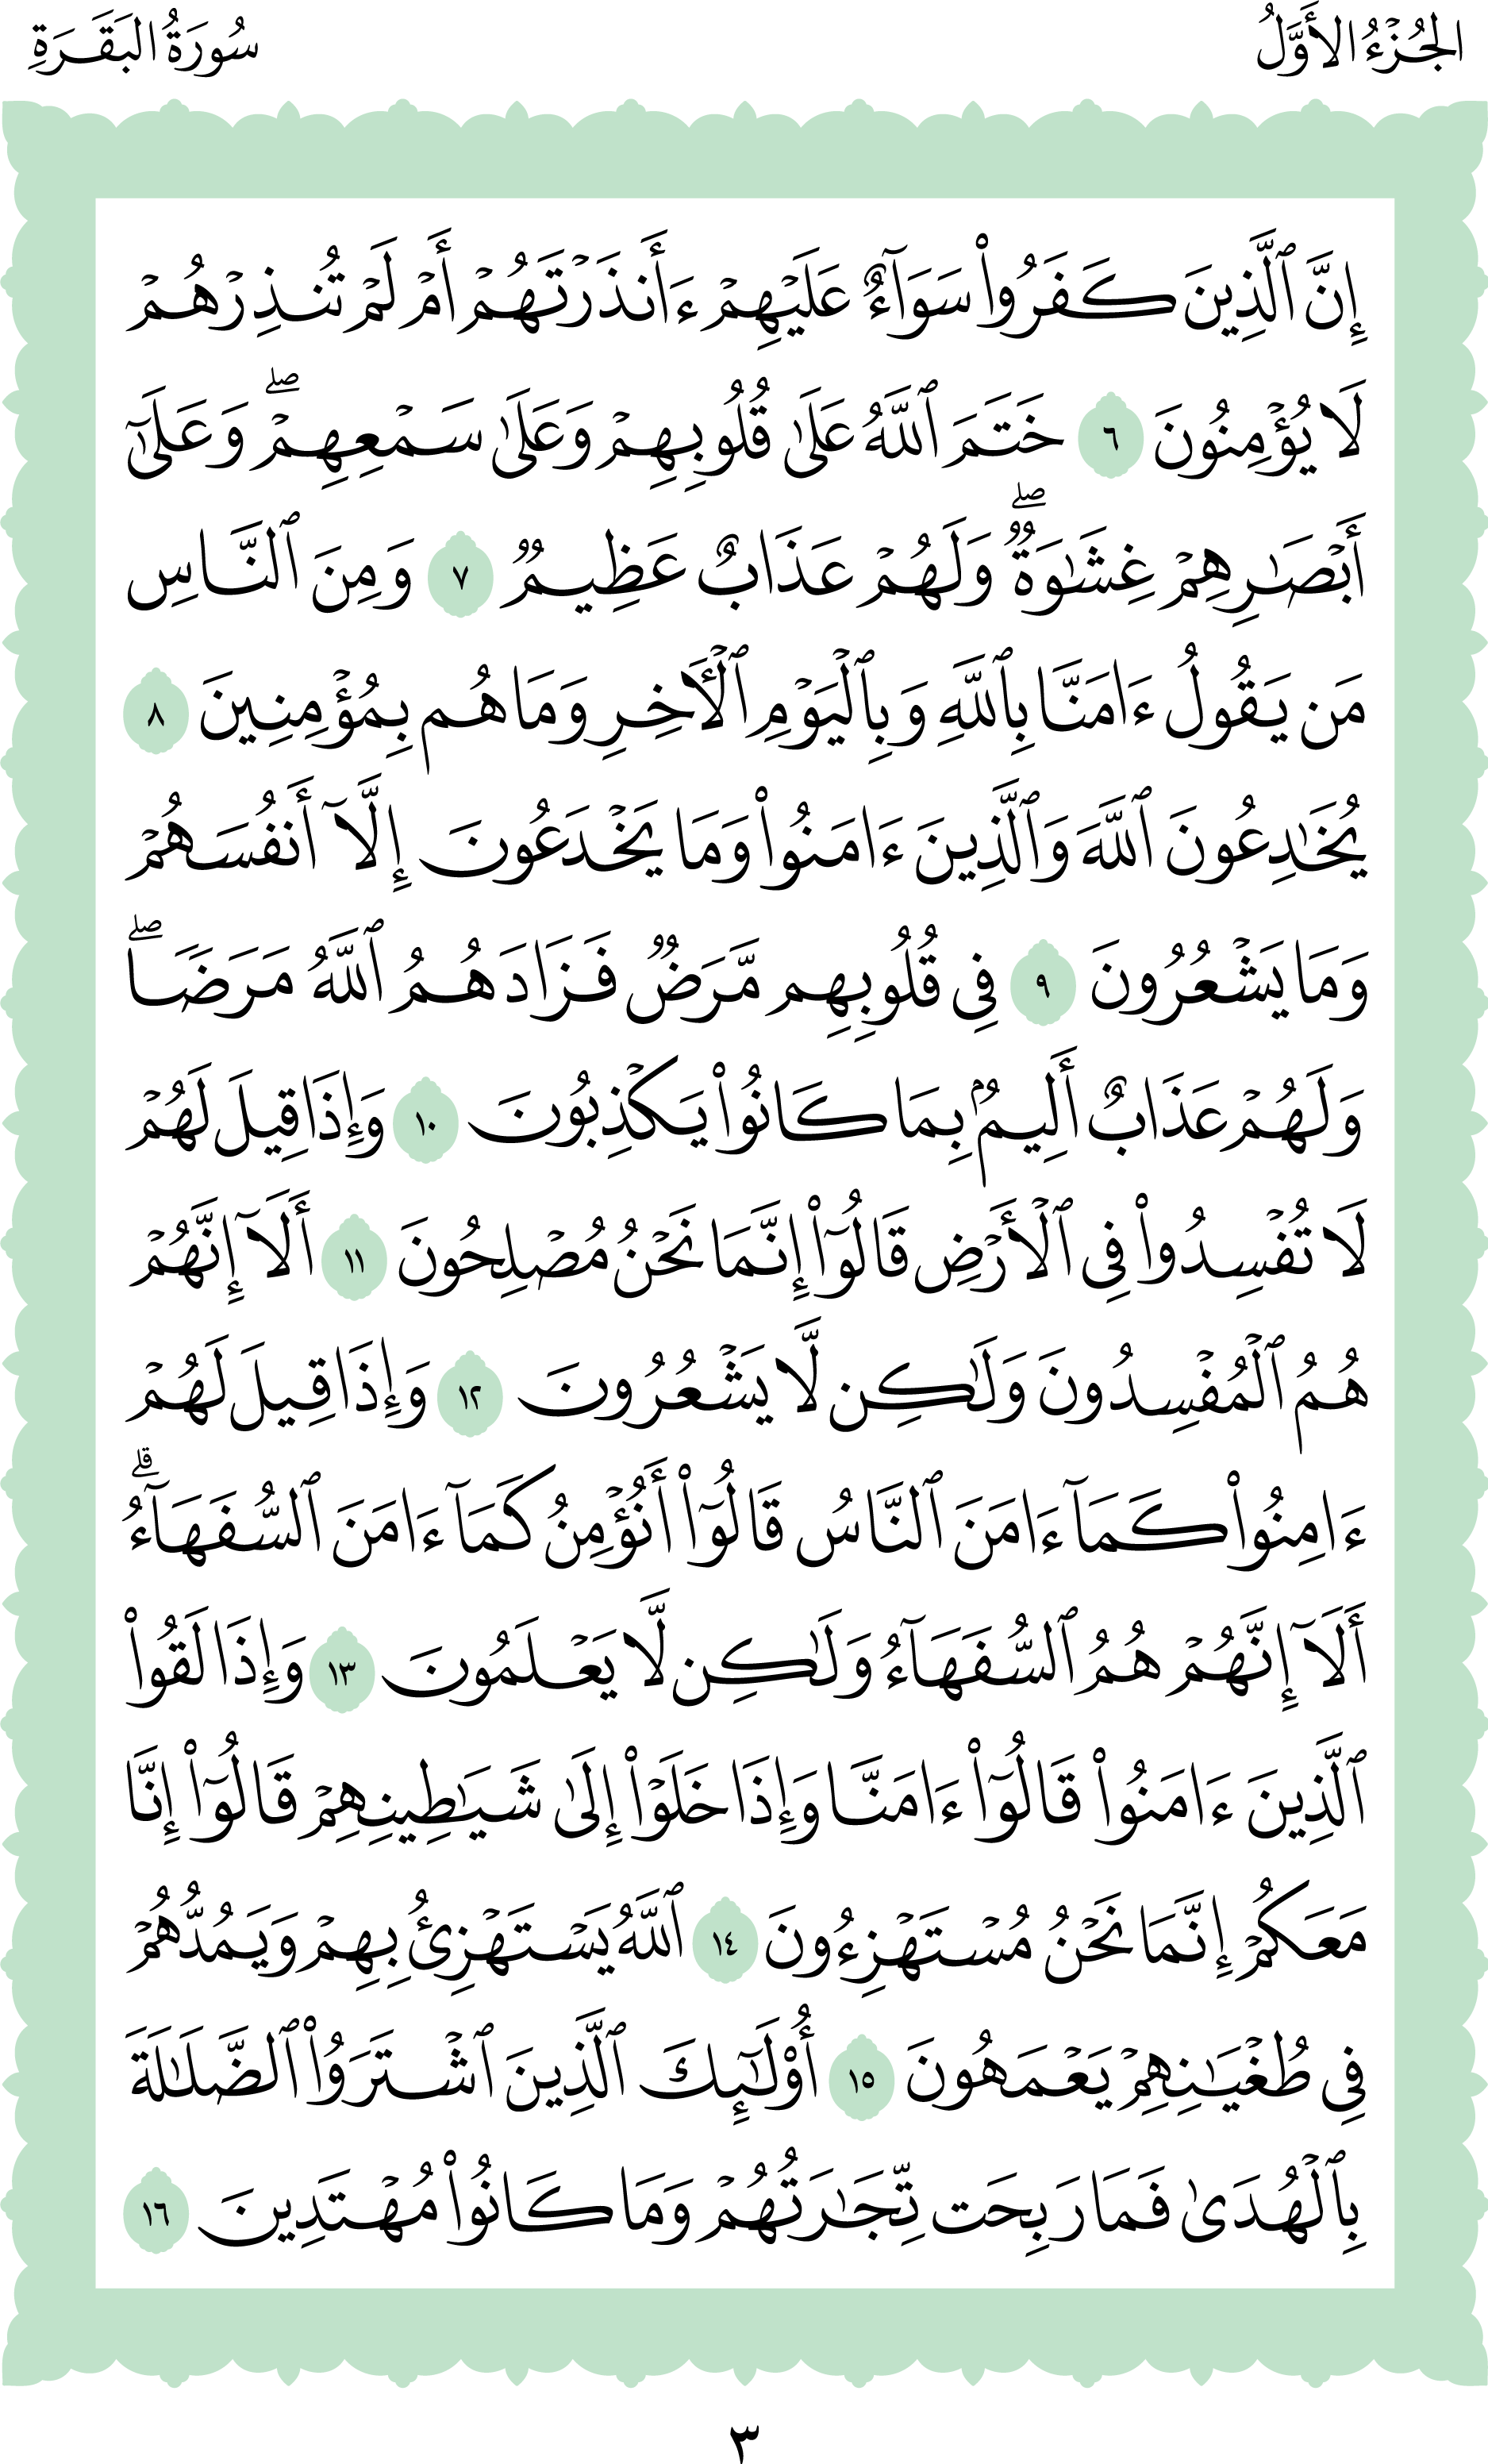 الجُزْءُ الأَوَّلُ
سُورَةُ البَقَرَةِ
إِنَّ ٱلَّذِينَ كَفَرُوا۟ سَوَآءٌ عَلَيْهِمْ ءَأَنذَرْتَهُمْ أَمْ لَمْ تُنذِرْهُمْ
لَا يُؤْمِنُونَ ٦ خَتَمَ ٱللَّهُ عَلَىٰ قُلُوبِهِمْ وَعَلَىٰ سَمْعِهِمْ ۖ وَعَلَىٰٓ
أَبْصَـٰرِهِمْ غِشَـٰوَةٌ ۖ وَلَهُمْ عَذَابٌ عَظِيمٌ ٧ وَمِنَ ٱلنَّاسِ
مَن يَقُولُ ءَامَنَّا بِٱللَّهِ وَبِٱلْيَوْمِ ٱلْـَٔاخِرِ وَمَا هُم بِمُؤْمِنِينَ ٨
يُخَـٰدِعُونَ ٱللَّهَ وَٱلَّذِينَ ءَامَنُوا۟ وَمَا يَخْدَعُونَ إِلَّآ أَنفُسَهُمْ
وَمَا يَشْعُرُونَ ٩ فِى قُلُوبِهِم مَّرَضٌ فَزَادَهُمُ ٱللَّهُ مَرَضًا ۖ
وَلَهُمْ عَذَابٌ أَلِيمٌۢ بِمَا كَانُوا۟ يَكْذِبُونَ ١٠ وَإِذَا قِيلَ لَهُمْ
لَا تُفْسِدُوا۟ فِى ٱلْأَرْضِ قَالُوٓا۟ إِنَّمَا نَحْنُ مُصْلِحُونَ ١١ أَلَآ إِنَّهُمْ
هُمُ ٱلْمُفْسِدُونَ وَلَـٰكِن لَّا يَشْعُرُونَ ١٢ وَإِذَا قِيلَ لَهُمْ
ءَامِنُوا۟ كَمَآ ءَامَنَ ٱلنَّاسُ قَالُوٓا۟ أَنُؤْمِنُ كَمَآ ءَامَنَ ٱلسُّفَهَآءُ ۗ
أَلَآ إِنَّهُمْ هُمُ ٱلسُّفَهَآءُ وَلَـٰكِن لَّا يَعْلَمُونَ ١٣ وَإِذَا لَقُوا۟
ٱلَّذِينَ ءَامَنُوا۟ قَالُوٓا۟ ءَامَنَّا وَإِذَا خَلَوْا۟ إِلَىٰ شَيَـٰطِينِهِمْ قَالُوٓا۟ إِنَّا
مَعَكُمْ إِنَّمَا نَحْنُ مُسْتَهْزِءُونَ ١٤ ٱللَّهُ يَسْتَهْزِئُ بِهِمْ وَيَمُدُّهُمْ
فِى طُغْيَـٰنِهِمْ يَعْمَهُونَ ١٥ أُو۟لَـٰٓئِكَ ٱلَّذِينَ ٱشْتَرَوُا۟ ٱلضَّلَـٰلَةَ
بِٱلْهُدَىٰ فَمَا رَبِحَت تِّجَـٰرَتُهُمْ وَمَا كَانُوا۟ مُهْتَدِينَ ١٦
٣